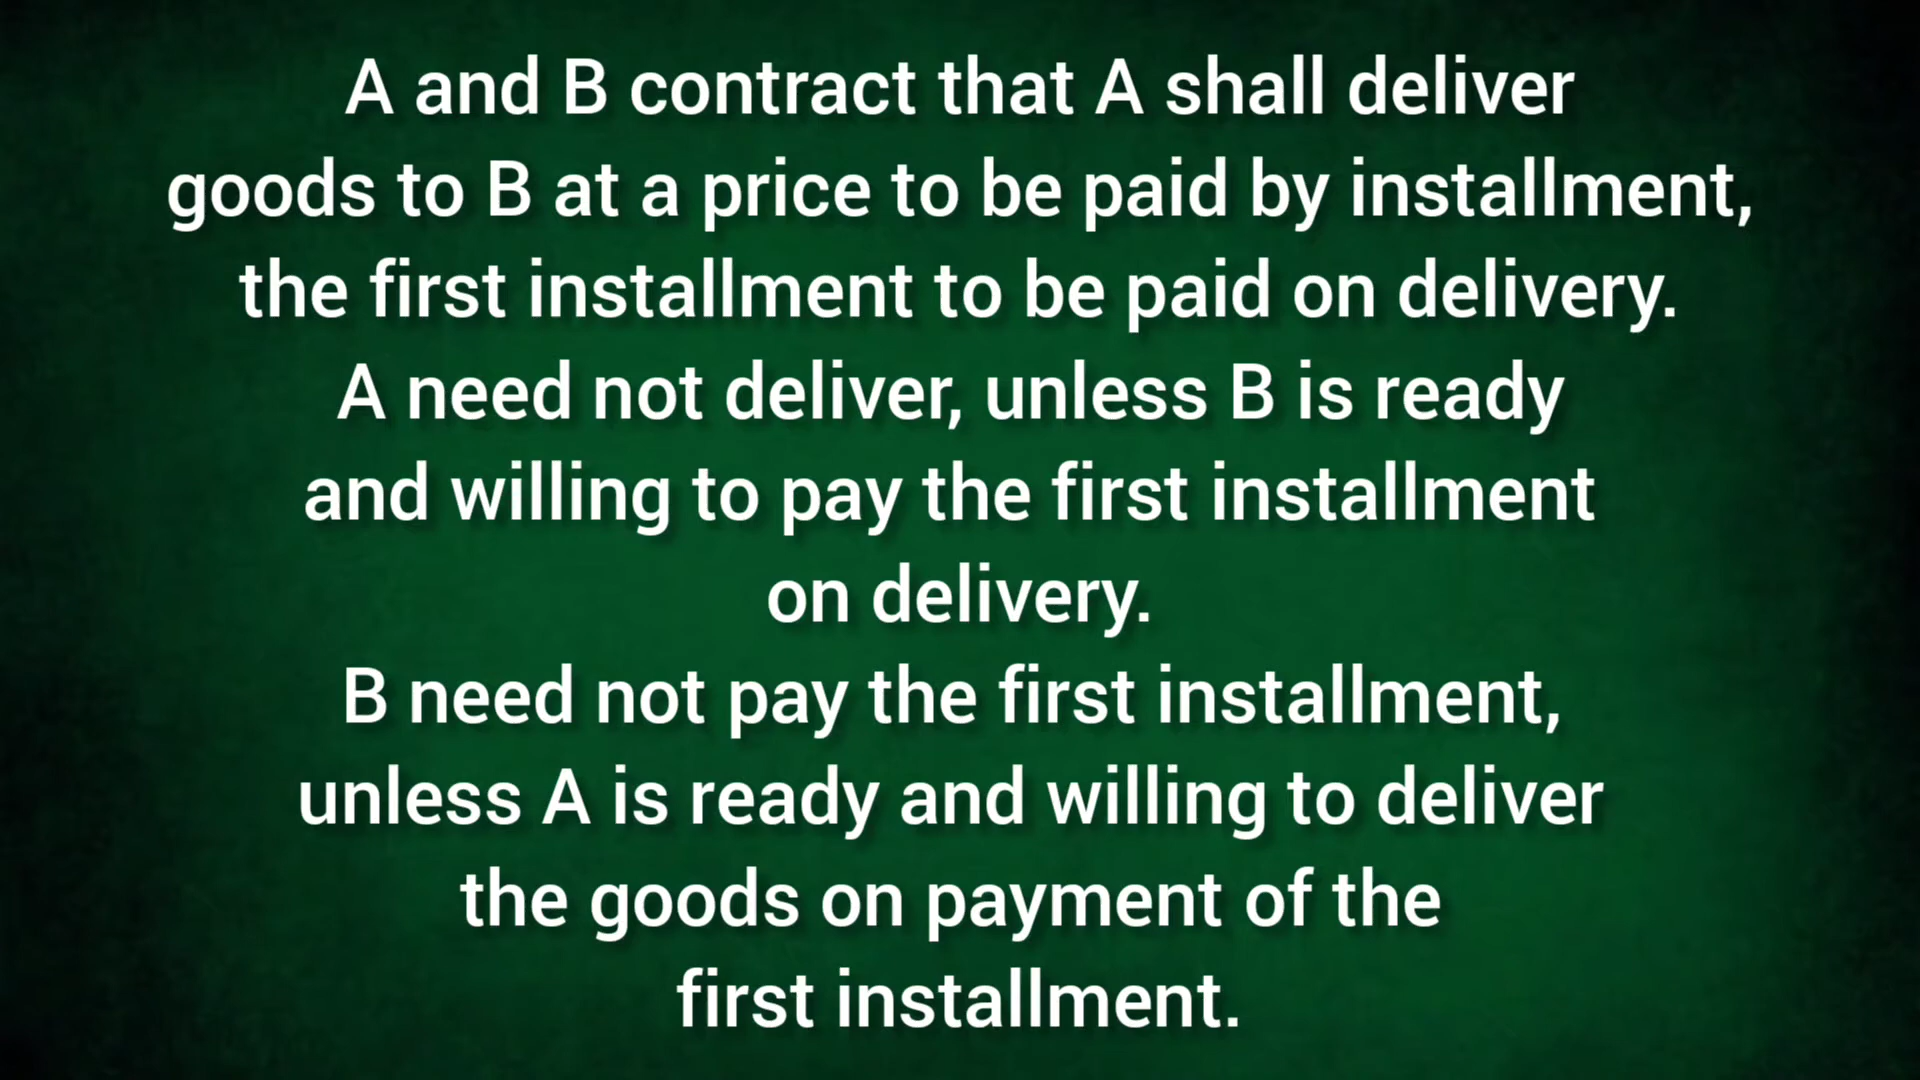 A and B contract that A shall deliver
goods to B at a price to be paid by installment,
the first installment to be paid on delivery.
A need not deliver, unless B is ready
and willing to pay the first installment
on delivery.
B need not pay the first installment,
unless A is ready and willing to deliver
the goods on payment of the
first installment.